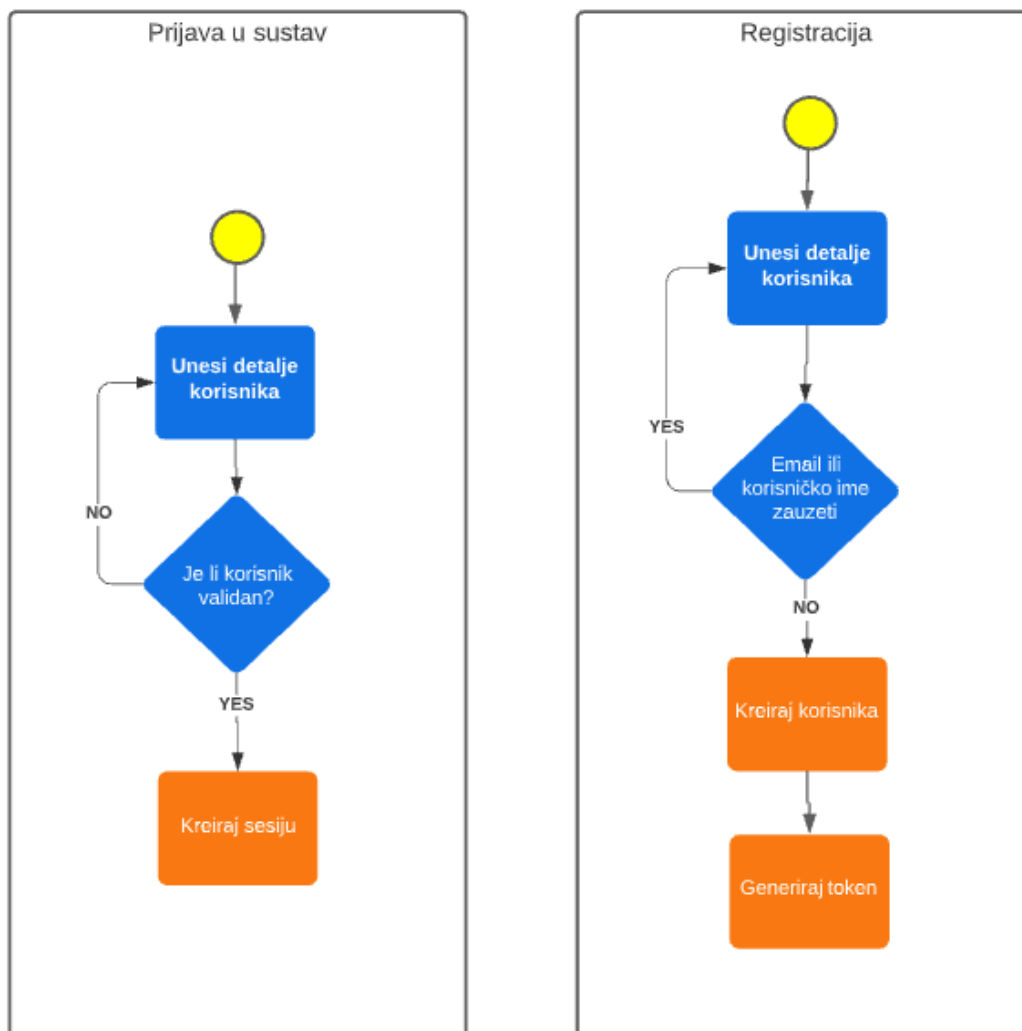 Prijava u sustav
Unesi detalje
korisnika
NO
Je li korisnik
validan?
YES
Kreiraj sesiju
Registracija
Unesi detalje
korisnika
YES
Email ili
korisničko ime
zauzeti
NO
Kreiraj korisnika
Generiraj token